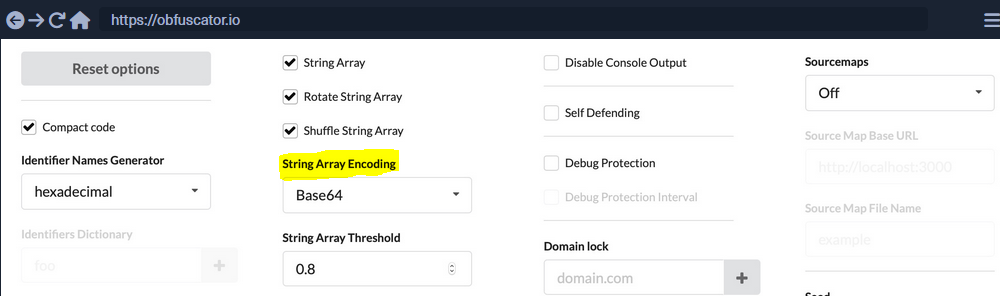 https://obfuscator.io
Reset options
Compact code
Identifier Names Generator
hexadecimal
Identifiers Dictionary
foo
+
String Array
Rotate String Array
Shuffle String Array
String Array Encoding
Base64
String Array Threshold
0.8
Disable Console Output
Self Defending
Debug Protection
Debug Protection Interval
Domain lock
domain.com
+
Sourcemaps
Off
Source Map Base URL
http://localhost:3000
Source Map File Name
example
Seed